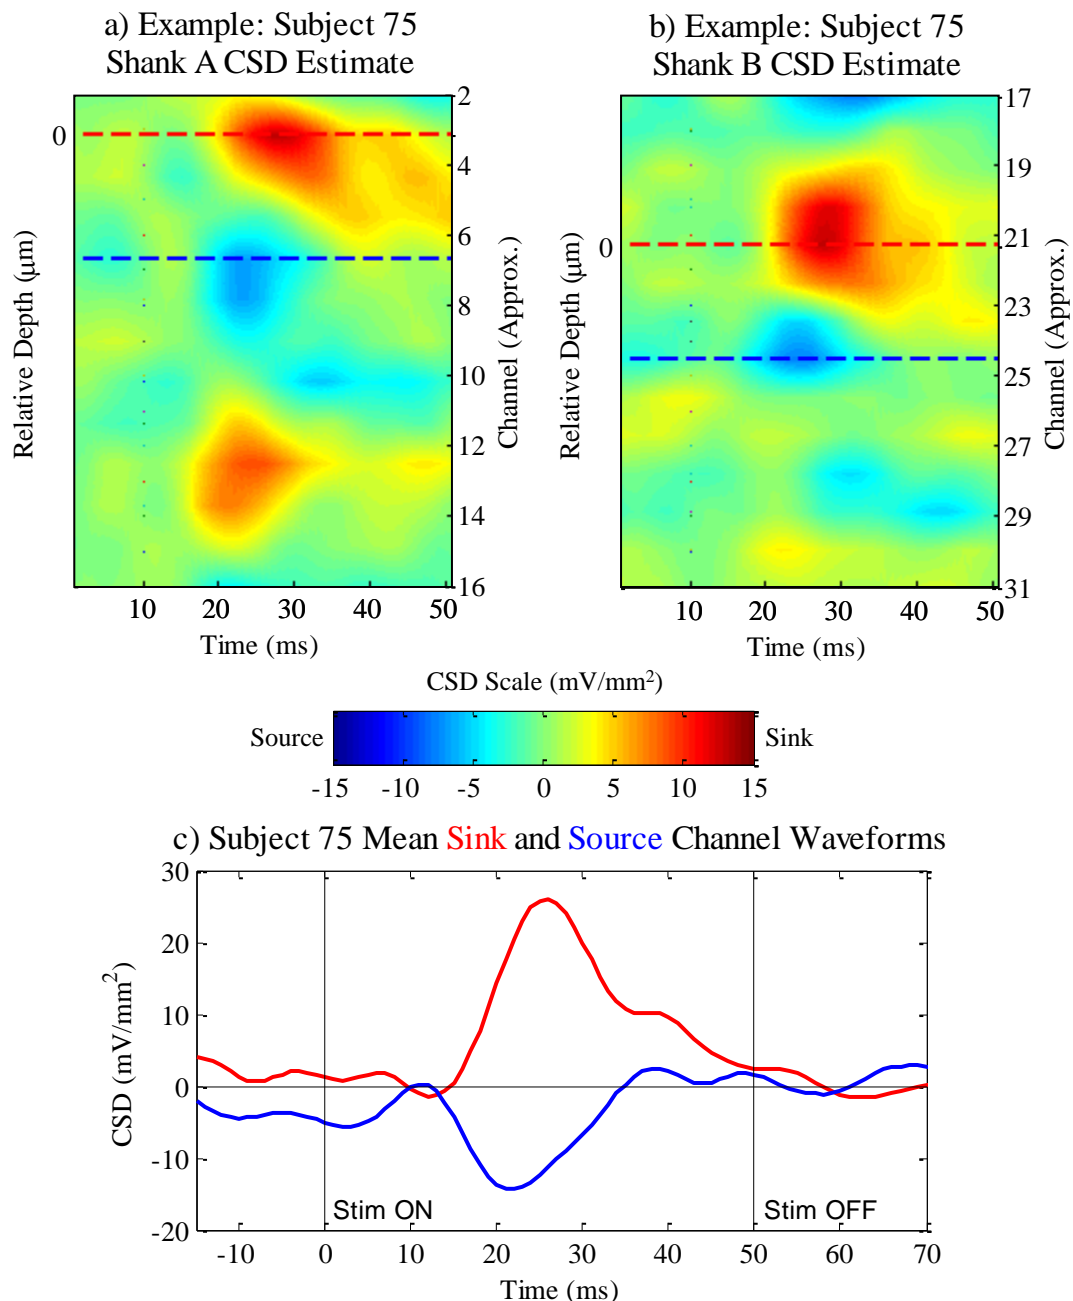 a) Example: Subject 75
Shank A CSD Estimate
b) Example: Subject 75
Shank B CSD Estimate
Relative Depth (μm)
0
2
4
6
8
10
12
14
16
Channel (Approx.)
10 20 30 40 50
Time (ms)
Relative Depth (μm)
0
17
19
21
23
25
27
29
31
Channel (Approx.)
10 20 30 40 50
Time (ms)
CSD Scale (mV/mm²)
Source
Sink
-15 -10 -5 0 5 10 15
c) Subject 75 Mean Sink and Source Channel Waveforms
CSD (mV/mm²)
30
20
10
0
-10
-20
Stim ON
Stim OFF
-10 0 10 20 30 40 50 60 70
Time (ms)